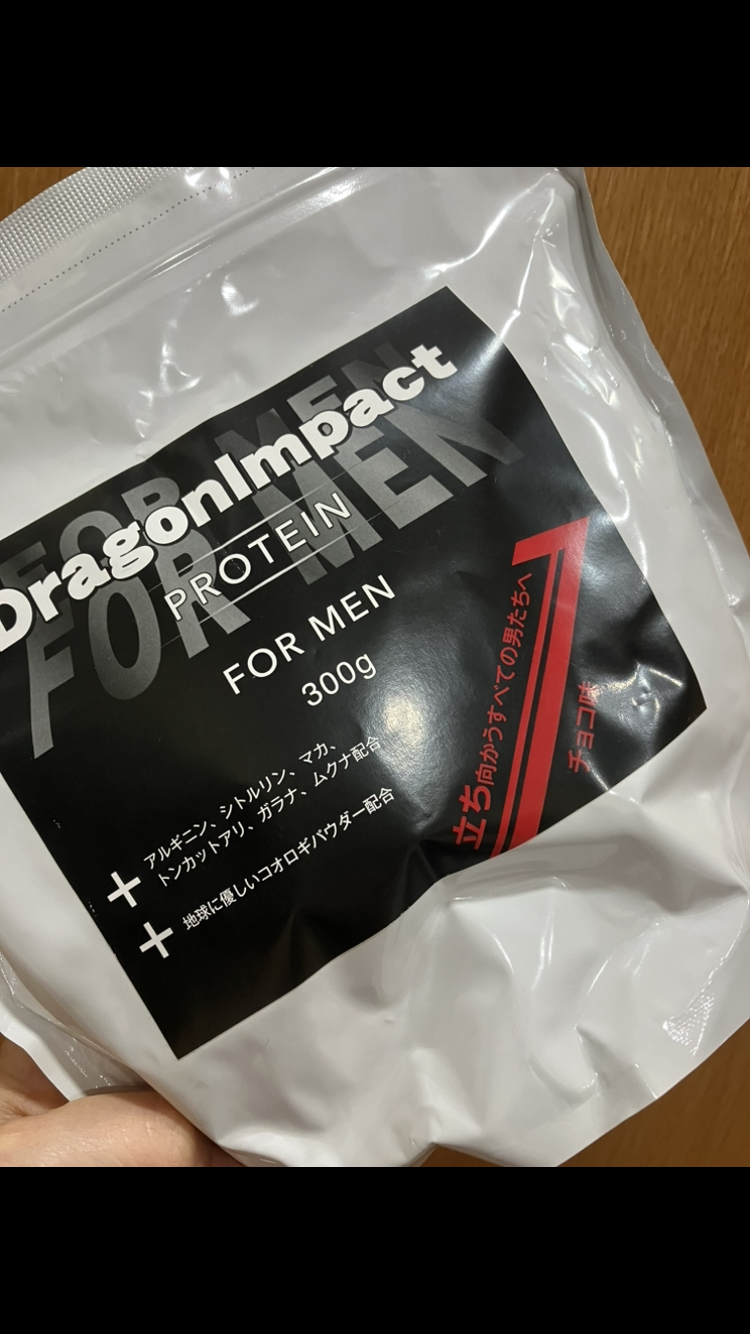 FOR MEN
DragonImpact
FOR MEN
PROTEIN
FOR MEN
300g
＋ アルギニン、シトルリン、マカ、
トンカットアリ、ガラナ、ムクナ配合
＋ 地球に優しいコオロギパウダー配合
立ち向かうすべての男たちへ
チョコ味